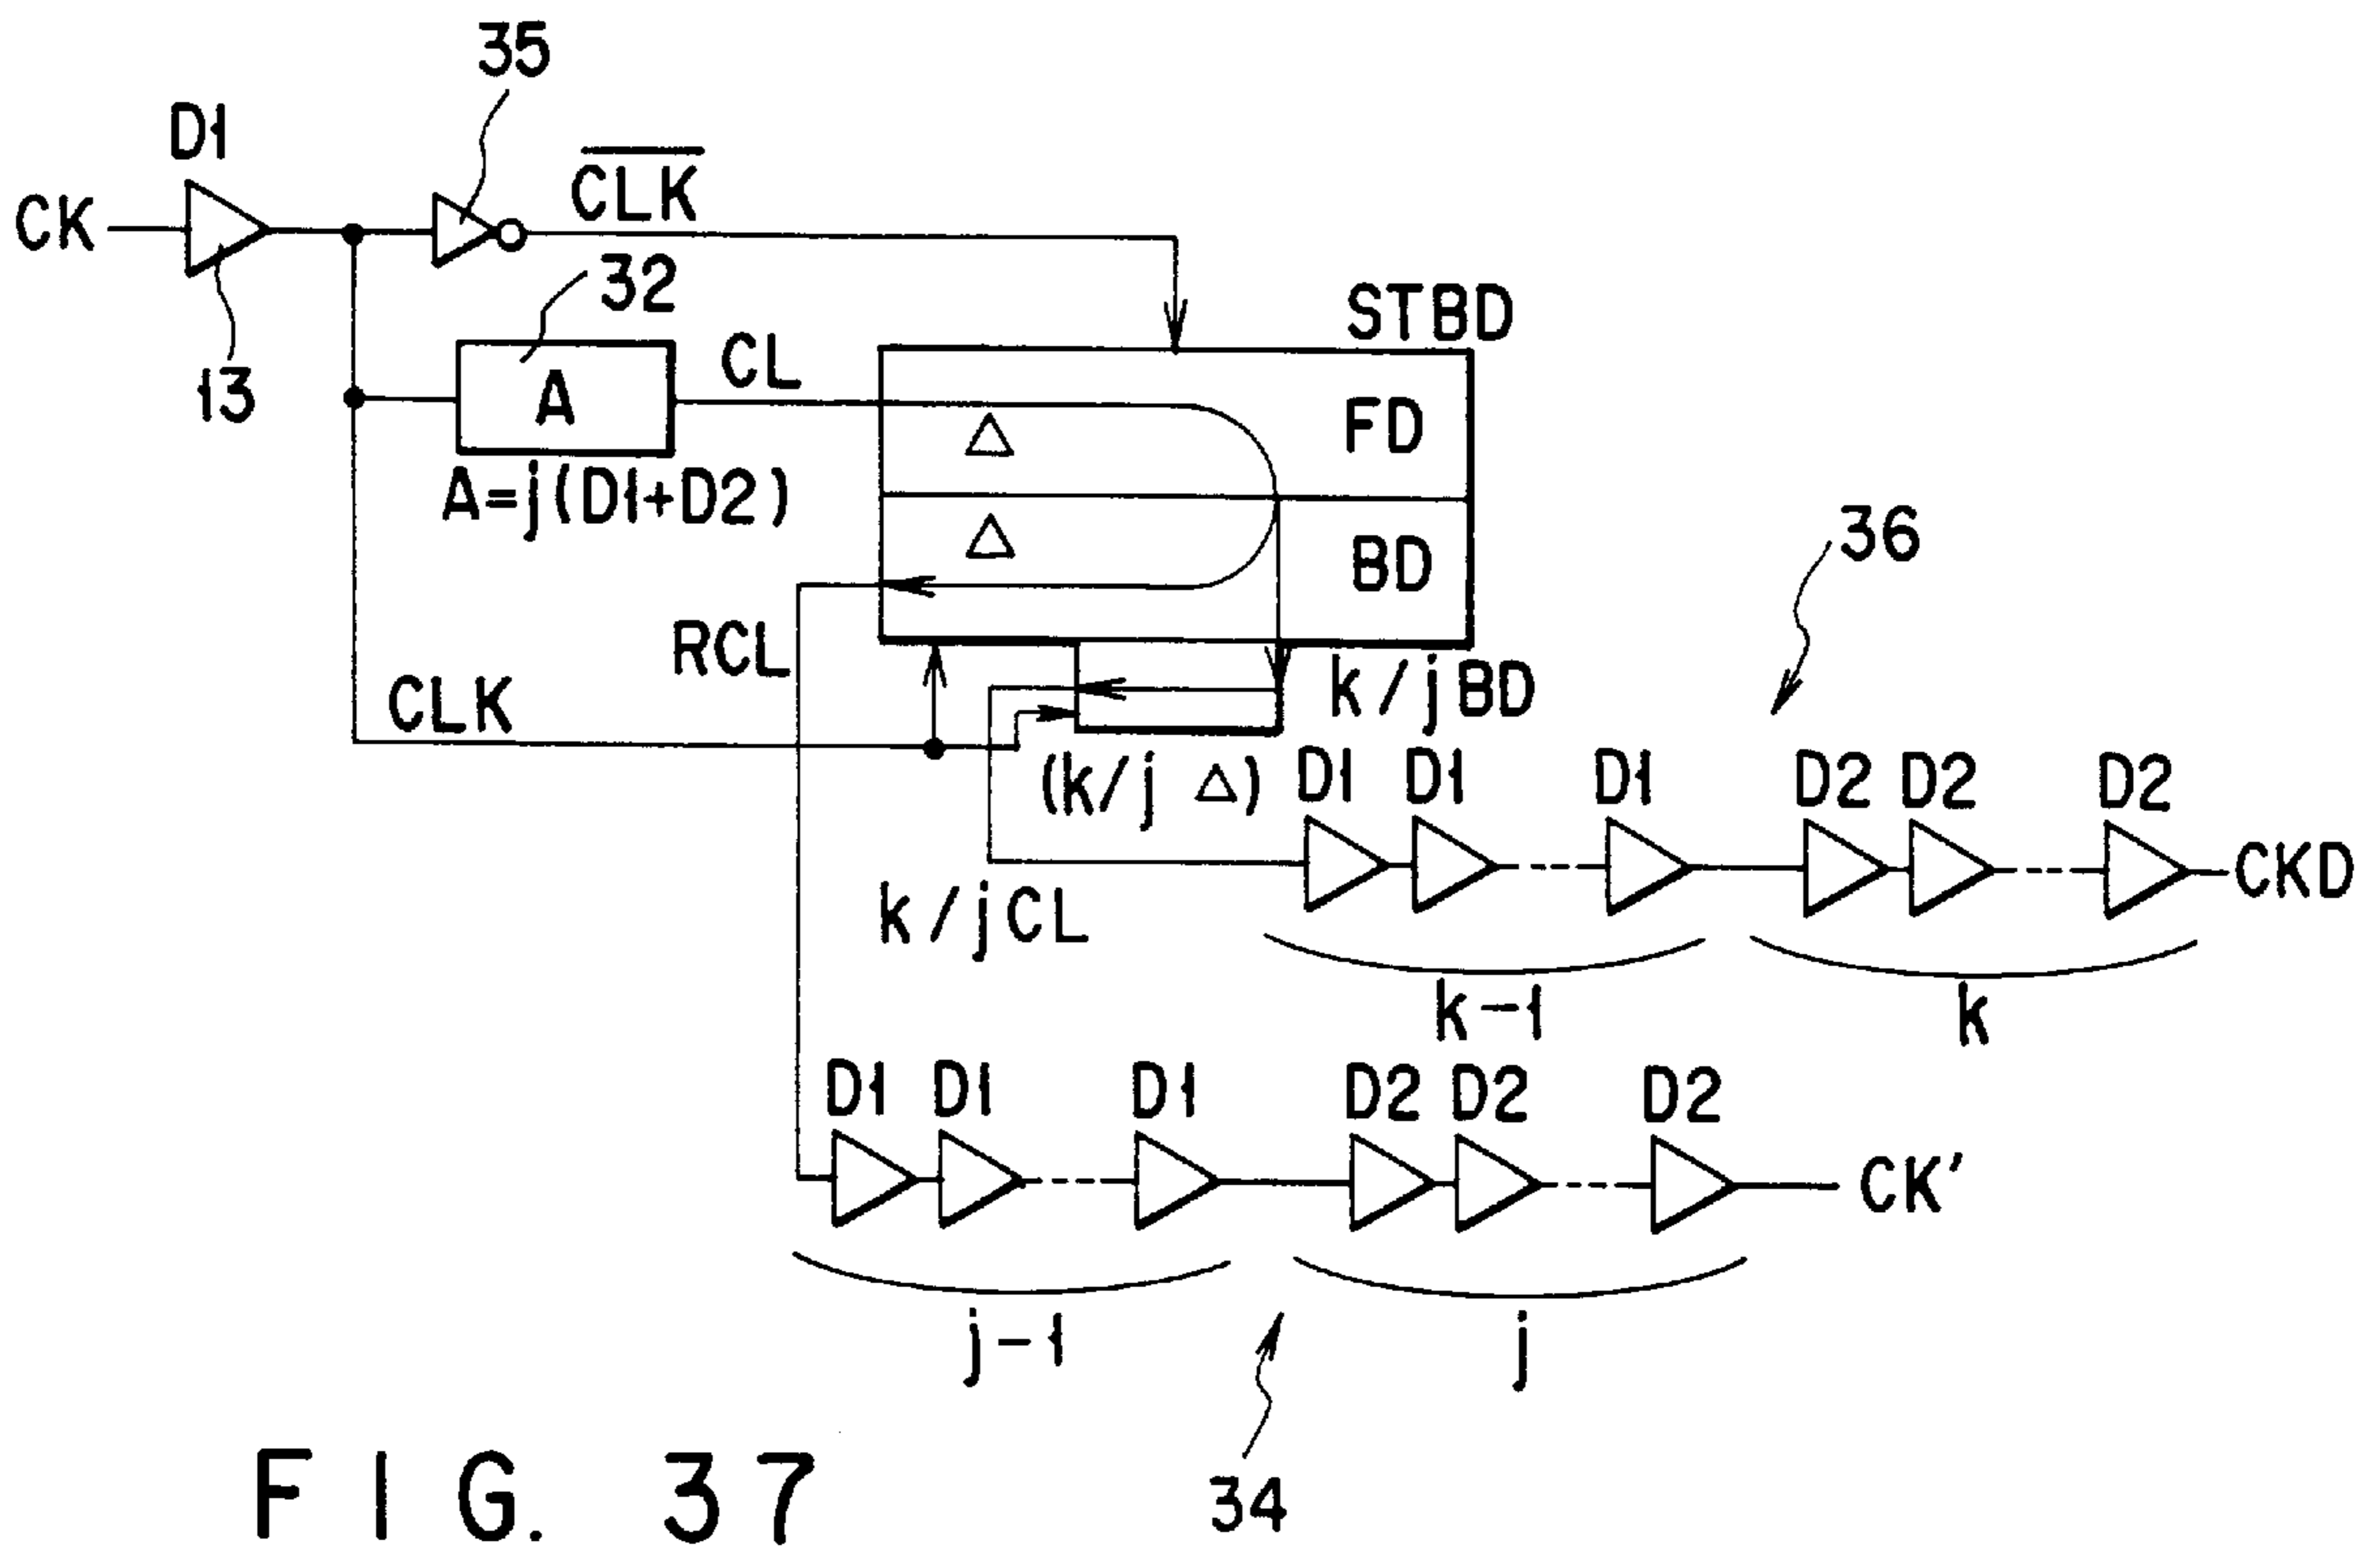 35
D1
CLK
CK
32
STBD
CL
13
A
FD
A=j(D1+D2)
△
△
36
BD
RCL
k/jBD
CLK
(k/j △)
D1 D1 D1 D2 D2 D2
CKD
k/jCL
k-1
k
D1 D1 D1 D2 D2 D2
CK'
j-1
j
34
FIG. 37